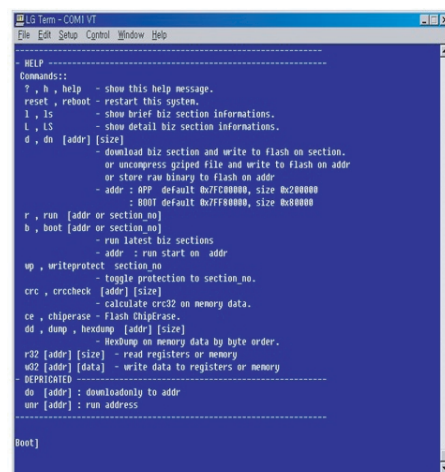 LG Term - COM1 VT
File Edit Setup Control Window Help
------------------------------------------------------------------
- HELP -----------------------------------------------------------
Commands::
? , h , help - show this help message.
reset , reboot - restart this system.
l , ls - show brief biz section informations.
L , LS - show detail biz section informations.
d , dn [addr] [size]
- download biz section and write to flash on section.
or uncompress gziped file and write to flash on addr
or store raw binary to flash on addr
- addr : APP default 0x7FC00000, size 0x200000
: BOOT default 0x7FF80000, size 0x80000
r , run [addr or section_no]
b , boot [addr or section_no]
- run latest biz sections
- addr : run start on addr
wp , writeprotect section_no
- toggle protection to section_no.
crc , crccheck [addr] [size]
- calculate crc32 on memory data.
ce , chiperase - Flash ChipErase.
dd , dump , hexdump [addr] [size]
- HexDump on memory data by byte order.
r32 [addr] [size] - read registers or memory
w32 [addr] [data] - write data to registers or memory
- DEPRICATED -----------------------------------------------------
do [addr] : downloadonly to addr
unr [addr] : run address
------------------------------------------------------------------
Boot]